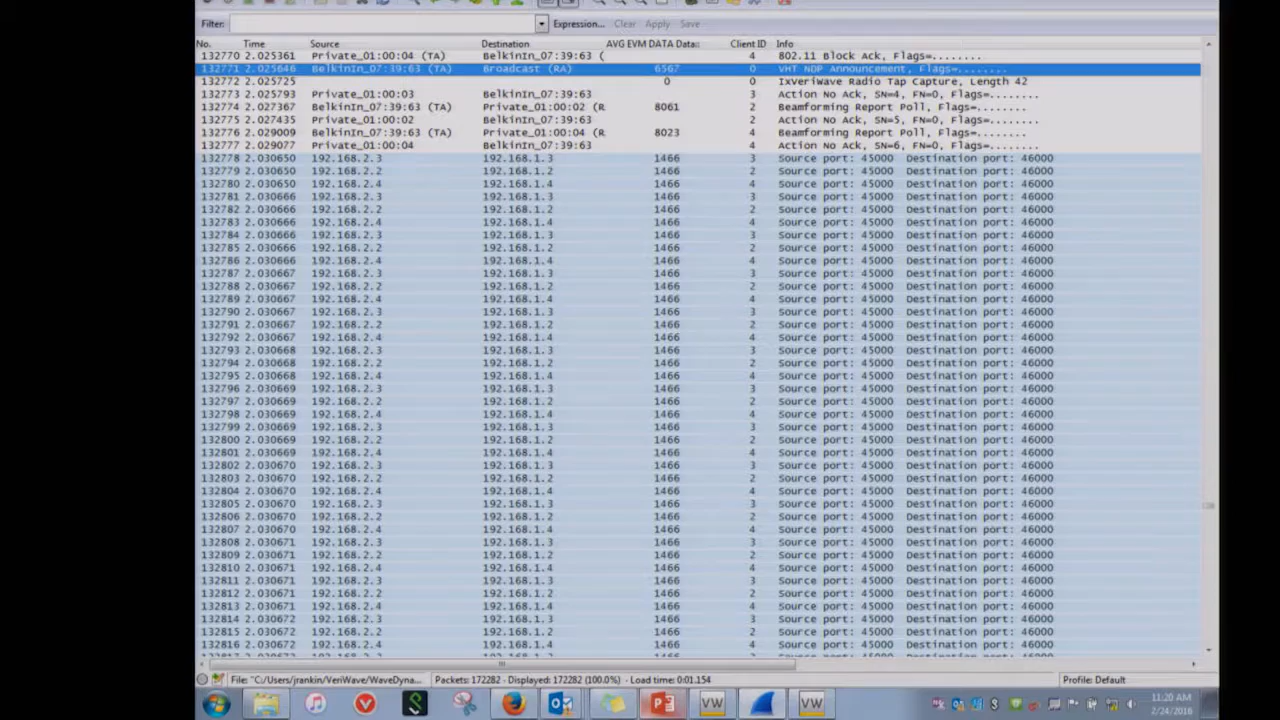 Filter: Expression... Clear Apply Save
No. Time Source Destination AVG EVM DATA Data:: Client ID Info
132770 2.025361 Private_01:00:04 (TA) BelkinIn_07:39:63 ( 4 802.11 Block Ack, Flags=........
132771 2.025646 BelkinIn_07:39:63 (TA) Broadcast (RA) 6567 0 VHT NDP Announcement, Flags=........
132772 2.025725 0 0 IxVeriWave Radio Tap Capture, Length 42
132773 2.025793 Private_01:00:03 BelkinIn_07:39:63 3 Action No Ack, SN=4, FN=0, Flags=........
132774 2.027367 BelkinIn_07:39:63 (TA) Private_01:00:02 (R 8061 2 Beamforming Report Poll, Flags=........
132775 2.027435 Private_01:00:02 BelkinIn_07:39:63 2 Action No Ack, SN=5, FN=0, Flags=........
132776 2.029009 BelkinIn_07:39:63 (TA) Private_01:00:04 (R 8023 4 Beamforming Report Poll, Flags=........
132777 2.029077 Private_01:00:04 BelkinIn_07:39:63 4 Action No Ack, SN=6, FN=0, Flags=........
132778 2.030650 192.168.2.3 192.168.1.3 1466 3 Source port: 45000 Destination port: 46000
132779 2.030650 192.168.2.2 192.168.1.2 1466 2 Source port: 45000 Destination port: 46000
132780 2.030650 192.168.2.4 192.168.1.4 1466 4 Source port: 45000 Destination port: 46000
132781 2.030666 192.168.2.3 192.168.1.3 1466 3 Source port: 45000 Destination port: 46000
132782 2.030666 192.168.2.2 192.168.1.2 1466 2 Source port: 45000 Destination port: 46000
132783 2.030666 192.168.2.4 192.168.1.4 1466 4 Source port: 45000 Destination port: 46000
132784 2.030666 192.168.2.3 192.168.1.3 1466 3 Source port: 45000 Destination port: 46000
132785 2.030666 192.168.2.2 192.168.1.2 1466 2 Source port: 45000 Destination port: 46000
132786 2.030666 192.168.2.4 192.168.1.4 1466 4 Source port: 45000 Destination port: 46000
132787 2.030667 192.168.2.3 192.168.1.3 1466 3 Source port: 45000 Destination port: 46000
132788 2.030667 192.168.2.2 192.168.1.2 1466 2 Source port: 45000 Destination port: 46000
132789 2.030667 192.168.2.4 192.168.1.4 1466 4 Source port: 45000 Destination port: 46000
132790 2.030667 192.168.2.3 192.168.1.3 1466 3 Source port: 45000 Destination port: 46000
132791 2.030667 192.168.2.2 192.168.1.2 1466 2 Source port: 45000 Destination port: 46000
132792 2.030667 192.168.2.4 192.168.1.4 1466 4 Source port: 45000 Destination port: 46000
132793 2.030668 192.168.2.3 192.168.1.3 1466 3 Source port: 45000 Destination port: 46000
132794 2.030668 192.168.2.2 192.168.1.2 1466 2 Source port: 45000 Destination port: 46000
132795 2.030668 192.168.2.4 192.168.1.4 1466 4 Source port: 45000 Destination port: 46000
132796 2.030668 192.168.2.3 192.168.1.3 1466 3 Source port: 45000 Destination port: 46000
132797 2.030669 192.168.2.2 192.168.1.2 1466 2 Source port: 45000 Destination port: 46000
132798 2.030669 192.168.2.4 192.168.1.4 1466 4 Source port: 45000 Destination port: 46000
132799 2.030669 192.168.2.3 192.168.1.3 1466 3 Source port: 45000 Destination port: 46000
132800 2.030669 192.168.2.2 192.168.1.2 1466 2 Source port: 45000 Destination port: 46000
132801 2.030669 192.168.2.4 192.168.1.4 1466 4 Source port: 45000 Destination port: 46000
132802 2.030670 192.168.2.3 192.168.1.3 1466 3 Source port: 45000 Destination port: 46000
132803 2.030670 192.168.2.2 192.168.1.2 1466 2 Source port: 45000 Destination port: 46000
132804 2.030670 192.168.2.4 192.168.1.4 1466 4 Source port: 45000 Destination port: 46000
132805 2.030670 192.168.2.3 192.168.1.3 1466 3 Source port: 45000 Destination port: 46000
132806 2.030670 192.168.2.2 192.168.1.2 1466 2 Source port: 45000 Destination port: 46000
132807 2.030670 192.168.2.4 192.168.1.4 1466 4 Source port: 45000 Destination port: 46000
132808 2.030671 192.168.2.3 192.168.1.3 1466 3 Source port: 45000 Destination port: 46000
132809 2.030671 192.168.2.2 192.168.1.2 1466 2 Source port: 45000 Destination port: 46000
132810 2.030671 192.168.2.4 192.168.1.4 1466 4 Source port: 45000 Destination port: 46000
132811 2.030671 192.168.2.3 192.168.1.3 1466 3 Source port: 45000 Destination port: 46000
132812 2.030671 192.168.2.2 192.168.1.2 1466 2 Source port: 45000 Destination port: 46000
132813 2.030671 192.168.2.4 192.168.1.4 1466 4 Source port: 45000 Destination port: 46000
132814 2.030672 192.168.2.3 192.168.1.3 1466 3 Source port: 45000 Destination port: 46000
132815 2.030672 192.168.2.2 192.168.1.2 1466 2 Source port: 45000 Destination port: 46000
132816 2.030672 192.168.2.4 192.168.1.4 1466 4 Source port: 45000 Destination port: 46000
File: "C:/Users/jrankin/VeriWave/WaveDyna... Packets: 172282 - Displayed: 172282 (100.0%) - Load time: 0:01.154 Profile: Default
VW VW
11:20 AM
2/24/2016